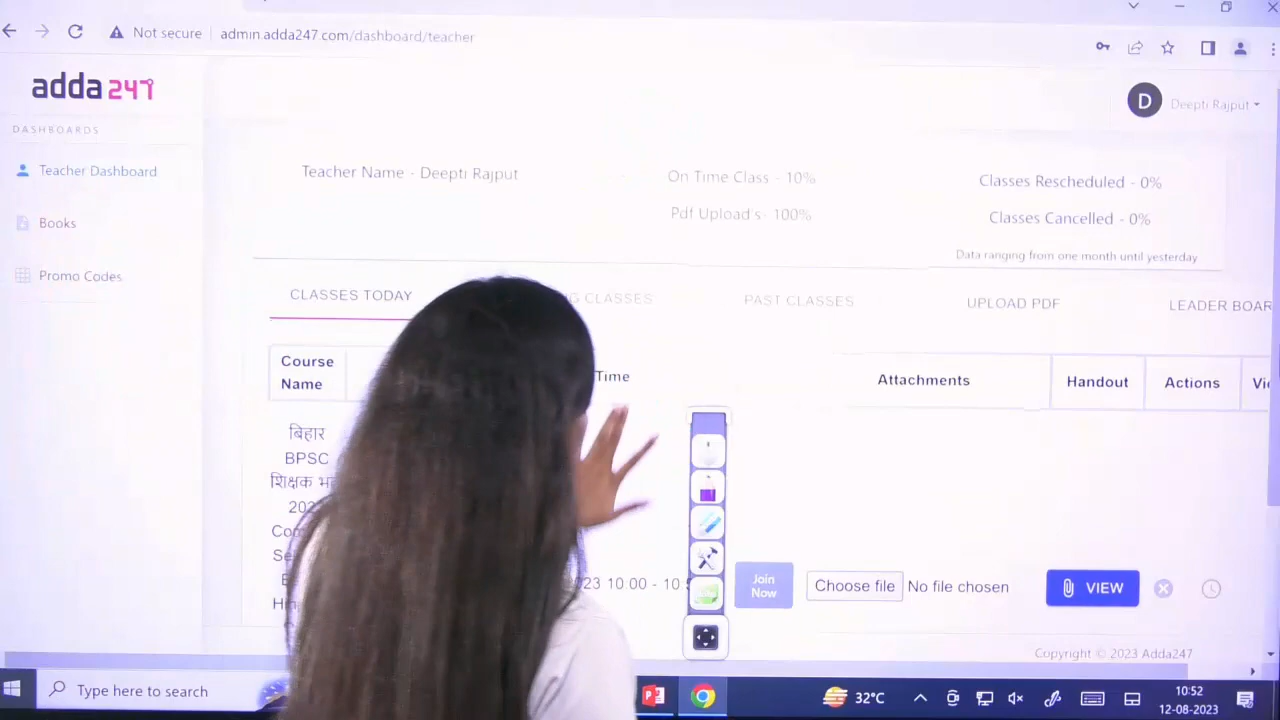 Not secure
admin.adda247.com/dashboard/teacher
adda 247
D
Deepti Rajput
DASHBOARDS
Teacher Dashboard
Books
Promo Codes
Teacher Name - Deepti Rajput
On Time Class - 10%
Pdf Upload's- 100%
Classes Rescheduled - 0%
Classes Cancelled - 0%
Data ranging from one month until yesterday
CLASSES TODAY
CLASSES
PAST CLASSES
UPLOAD PDF
LEADER BOAR
Course
Name
Time
Attachments
Handout
Actions
बिहार
BPSC
शिक्षक
10:00 - 10
Join
Now
Choose file
No file chosen
VIEW
Copyright © 2023 Adda247
Type here to search
32°C
10:52
12-08-2023